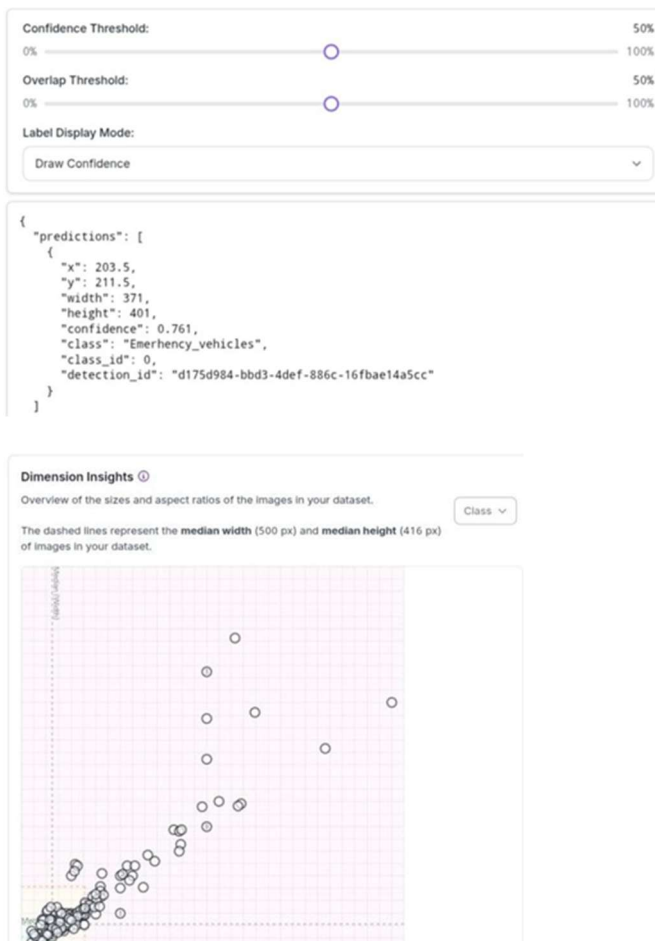 Confidence Threshold: 50%
0% 100%
Overlap Threshold: 50%
0% 100%
Label Display Mode:
Draw Confidence
{
"predictions": [
{
"x": 203.5,
"y": 211.5,
"width": 371,
"height": 401,
"confidence": 0.761,
"class": "Emerhency_vehicles",
"class_id": 0,
"detection_id": "d175d984-bbd3-4def-886c-16fbae14a5cc"
}
]
Dimension Insights
Overview of the sizes and aspect ratios of the images in your dataset.
Class
The dashed lines represent the median width (500 px) and median height (416 px)
of images in your dataset.